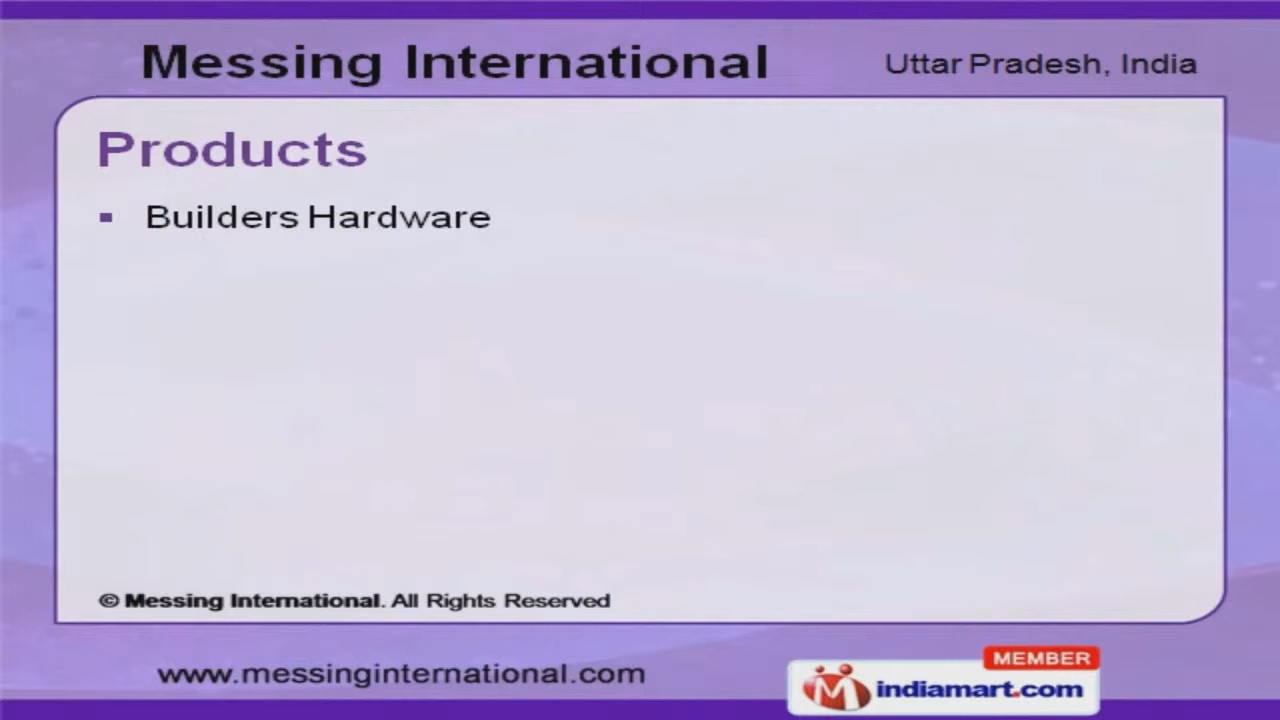 Messing International
Uttar Pradesh, India
Products
▪ Builders Hardware
© Messing International. All Rights Reserved
www.messinginternational.com
MEMBER
indiamart.com